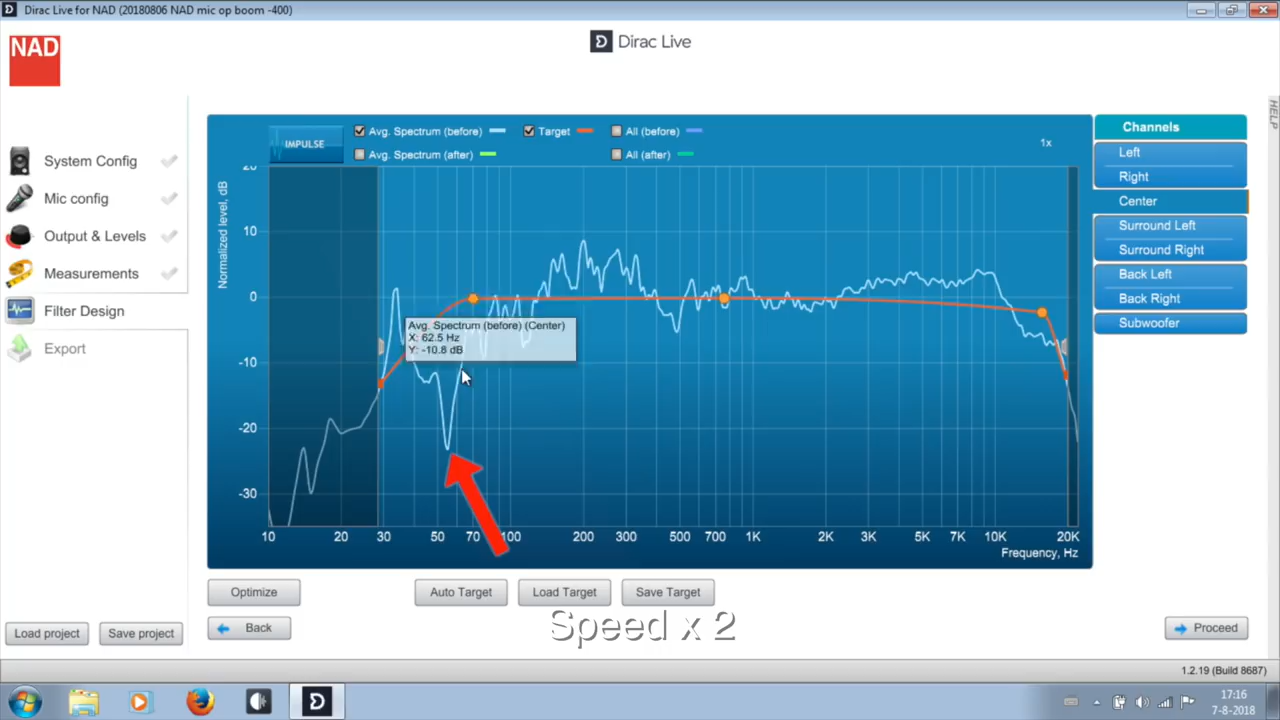 Dirac Live for NAD (20180806 NAD mic op boom -400)
NAD
Dirac Live
HELP
System Config
Mic config
Output & Levels
Measurements
Filter Design
Export
IMPULSE
Avg. Spectrum (before)
Target
All (before)
Avg. Spectrum (after)
All (after)
1x
Normalized level, dB
20
10
0
-10
-20
-30
Avg. Spectrum (before) (Center)
X: 62.5 Hz
Y: -10.8 dB
10 20 30 50 70 100 200 300 500 700 1K 2K 3K 5K 7K 10K 20K
Frequency, Hz
Channels
Left
Right
Center
Surround Left
Surround Right
Back Left
Back Right
Subwoofer
Optimize
Auto Target
Load Target
Save Target
Load project
Save project
Back
Speed x 2
Proceed
1.2.19 (Build 8687)
17:16
7-8-2018